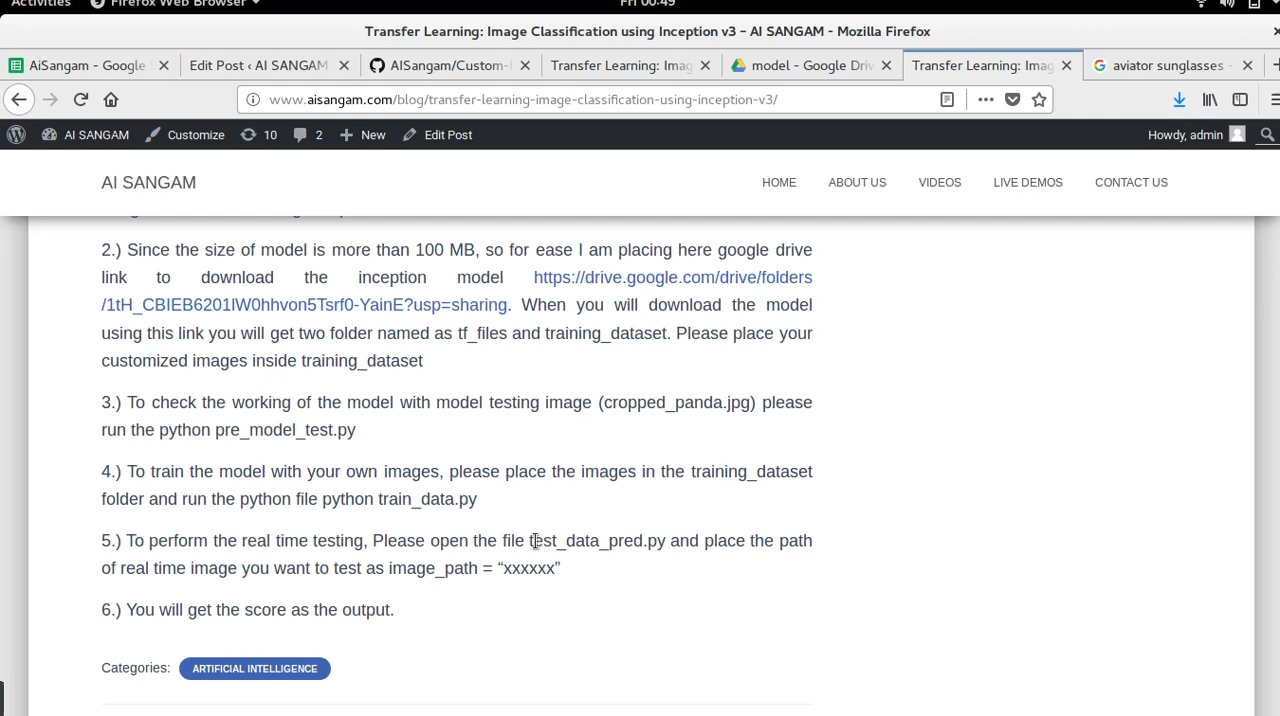 Activities Firefox Web Browser Fri 00:49
Transfer Learning: Image Classification using Inception v3 – AI SANGAM - Mozilla Firefox
AiSangam - Google Edit Post ‹ AI SANGAM AISangam/Custom- Transfer Learning: Imag model - Google Driv Transfer Learning: Imag aviator sunglasses -
www.aisangam.com/blog/transfer-learning-image-classification-using-inception-v3/
AI SANGAM Customize 10 2 New Edit Post Howdy, admin
AI SANGAM HOME ABOUT US VIDEOS LIVE DEMOS CONTACT US
2.) Since the size of model is more than 100 MB, so for ease I am placing here google drive
link to download the inception model https://drive.google.com/drive/folders
/1tH_CBIEB6201lW0hhvon5Tsrf0-YainE?usp=sharing. When you will download the model
using this link you will get two folder named as tf_files and training_dataset. Please place your
customized images inside training_dataset
3.) To check the working of the model with model testing image (cropped_panda.jpg) please
run the python pre_model_test.py
4.) To train the model with your own images, please place the images in the training_dataset
folder and run the python file python train_data.py
5.) To perform the real time testing, Please open the file test_data_pred.py and place the path
of real time image you want to test as image_path = “xxxxxx”
6.) You will get the score as the output.
Categories: ARTIFICIAL INTELLIGENCE